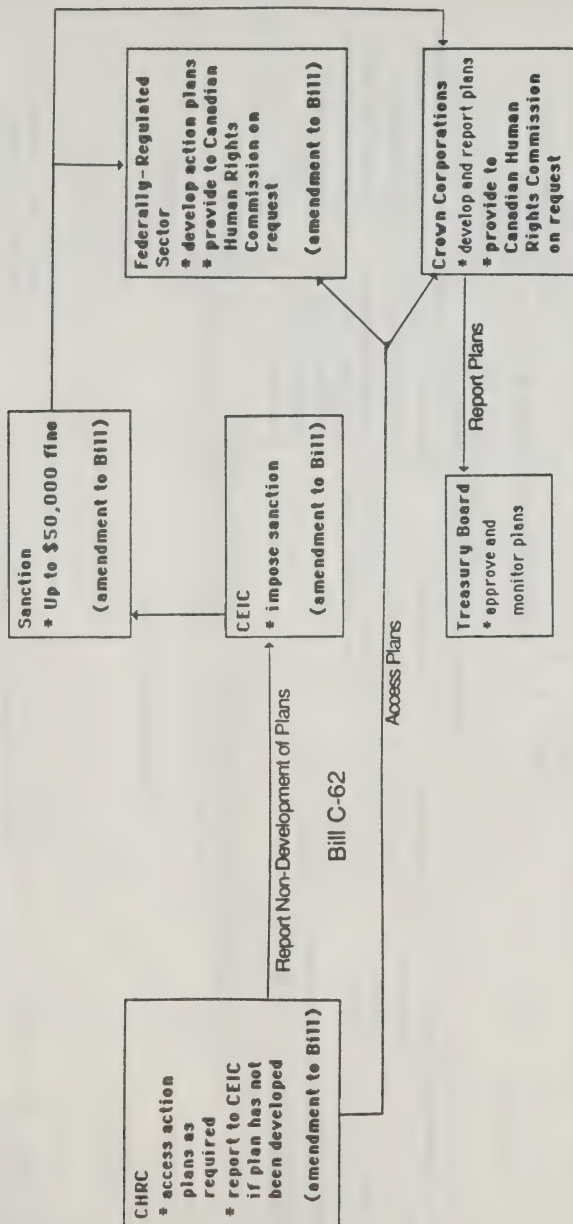 CHRC
* access action
plans as
required
* report to CEIC
if plan has not
been developed
(amendment to Bill)
Report Non-Development of Plans
Bill C-62
Access Plans
Sanction
* Up to $50,000 fine
(amendment to Bill)
CEIC
* impose sanction
(amendment to Bill)
Treasury Board
* approve and
monitor plans
Report Plans
Federally-Regulated
Sector
* develop action plans
* provide to Canadian
Human Rights
Commission on
request
(amendment to Bill)
Crown Corporations
* develop and report plans
* provide to
Canadian Human
Rights Commission
on request